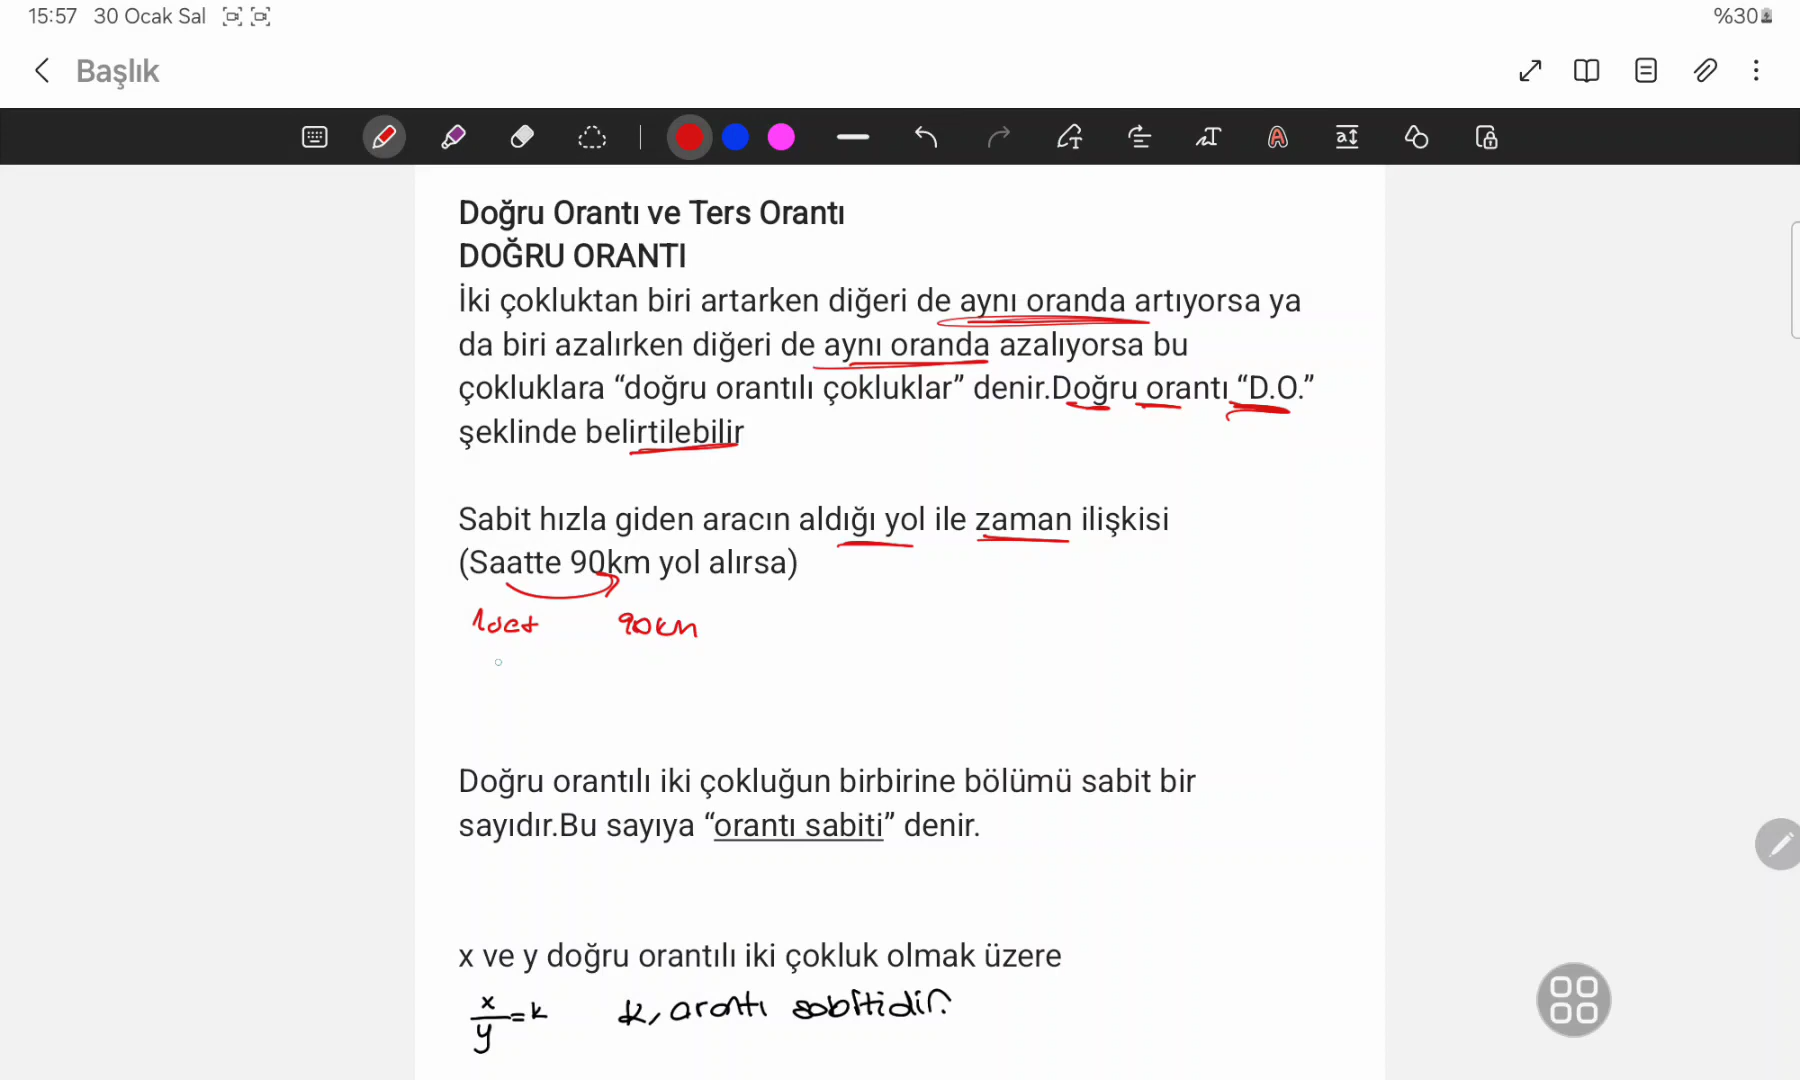 15:57 30 Ocak Sal %30
Başlık
Doğru Orantı ve Ters Orantı
DOĞRU ORANTI
İki çokluktan biri artarken diğeri de aynı oranda artıyorsa ya
da biri azalırken diğeri de aynı oranda azalıyorsa bu
çokluklara “doğru orantılı çokluklar” denir.Doğru orantı “D.O.”
şeklinde belirtilebilir
Sabit hızla giden aracın aldığı yol ile zaman ilişkisi
(Saatte 90km yol alırsa)
90km
Doğru orantılı iki çokluğun birbirine bölümü sabit bir
sayıdır.Bu sayıya “orantı sabiti” denir.
x ve y doğru orantılı iki çokluk olmak üzere
x/y = k k, orantı sabitidir.